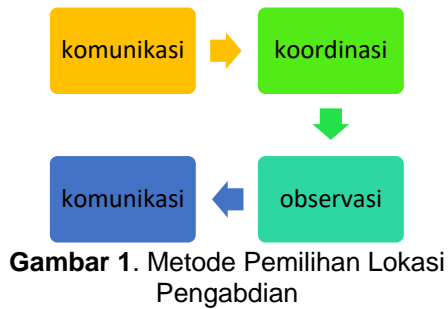 komunikasi
koordinasi
komunikasi
observasi
Gambar 1. Metode Pemilihan Lokasi
Pengabdian